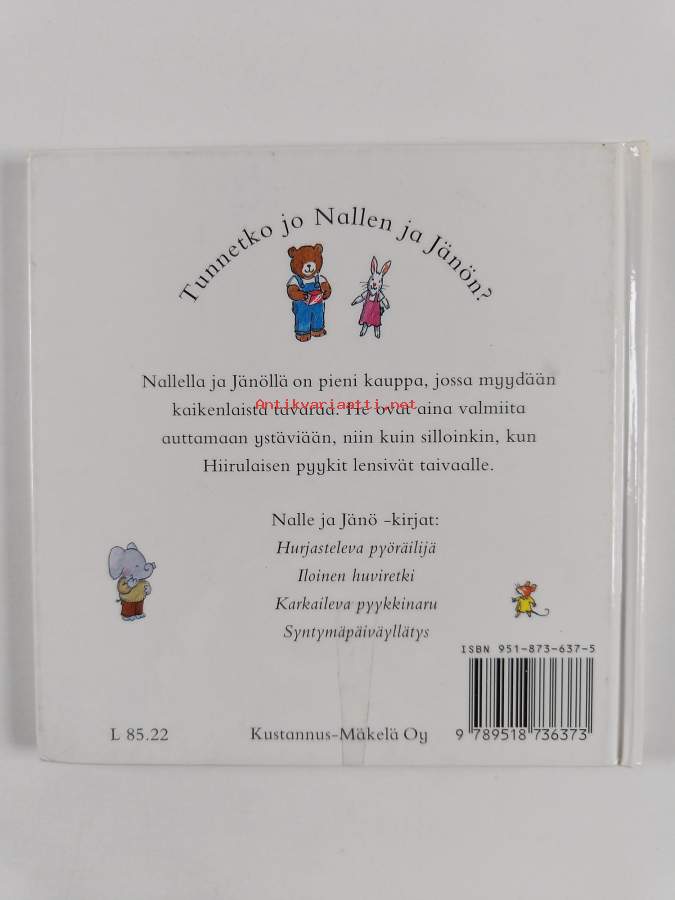 Tunnetko jo Nallen ja Jänön?
Nallella ja Jänöllä on pieni kauppa, jossa myydään
kaikenlaista tavaraa. He ovat aina valmiita
Antikvariaatti.net
auttamaan ystäviään, niin kuin silloinkin, kun
Hiirulaisen pyykit lensivät taivaalle.
Nalle ja Jänö -kirjat:
Hurjasteleva pyöräilijä
Iloinen huviretki
Karkaileva pyykkinaru
Syntymäpäiväyllätys
ISBN 951-873-637-5
L 85.22
Kustannus-Mäkelä Oy
9 789518 736373